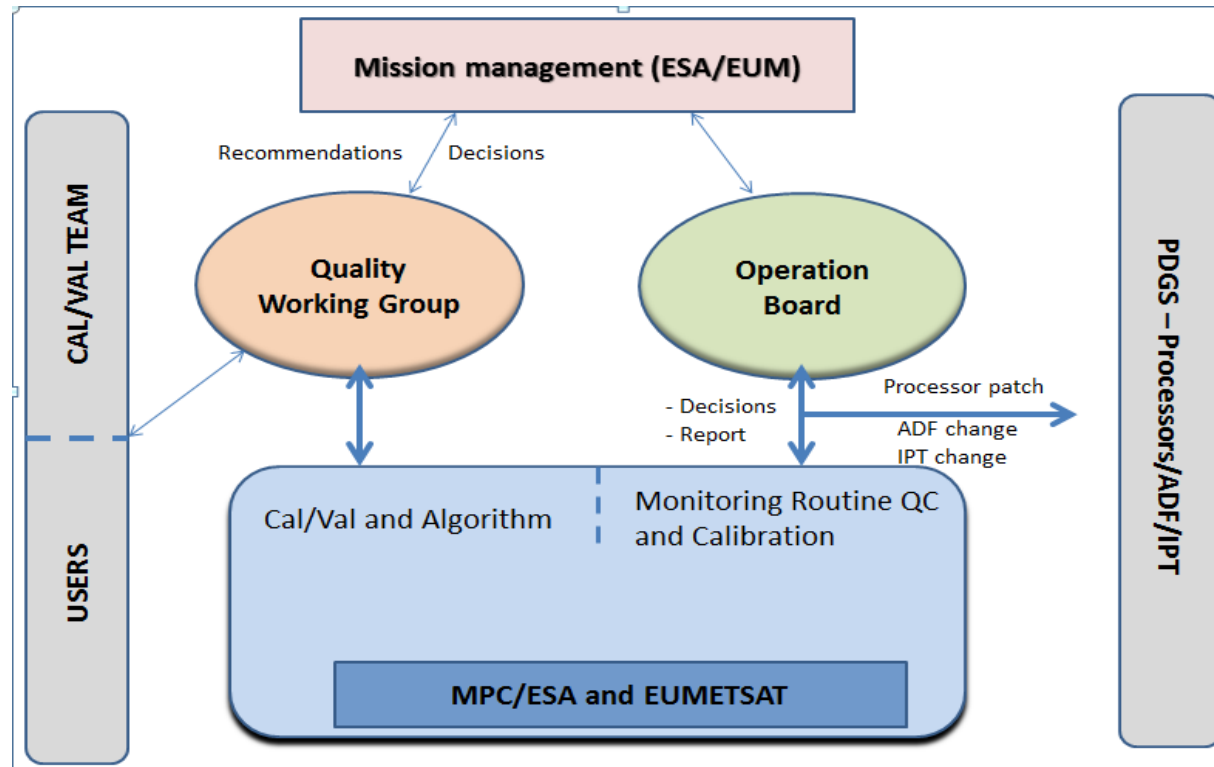 Mission management (ESA/EUM)
Recommendations
Decisions
CAL/VAL TEAM
USERS
Quality
Working Group
Operation
Board
- Decisions
- Report
Processor patch
ADF change
IPT change
PDGS – Processors/ADF/IPT
Cal/Val and Algorithm
Monitoring Routine QC
and Calibration
MPC/ESA and EUMETSAT